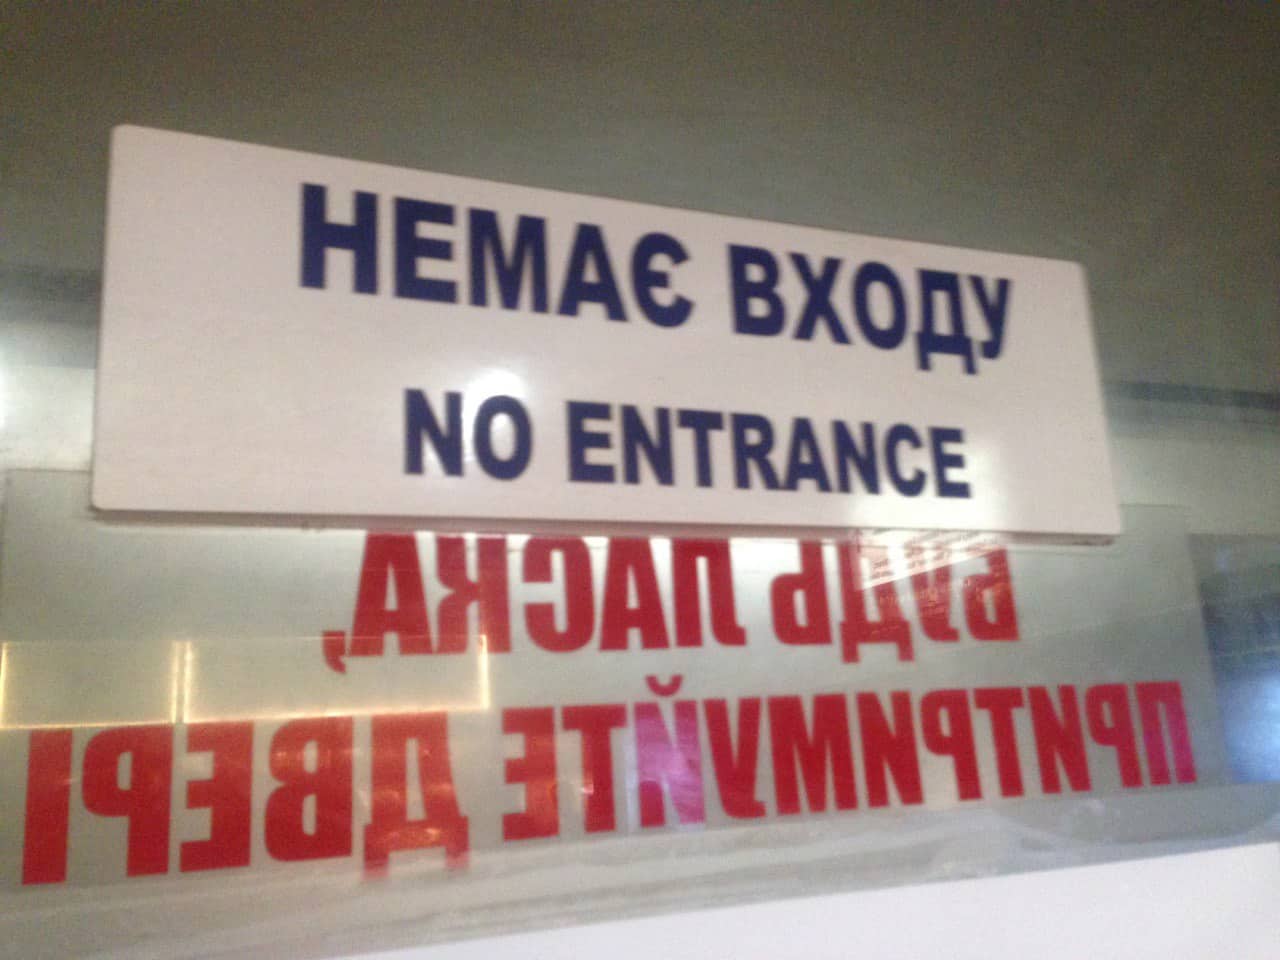 НЕМАЄ ВХОДУ
NO ENTRANCE
БУДЬ ЛАСКА,
ПРИТРИМУЙТЕ ДВЕРІ